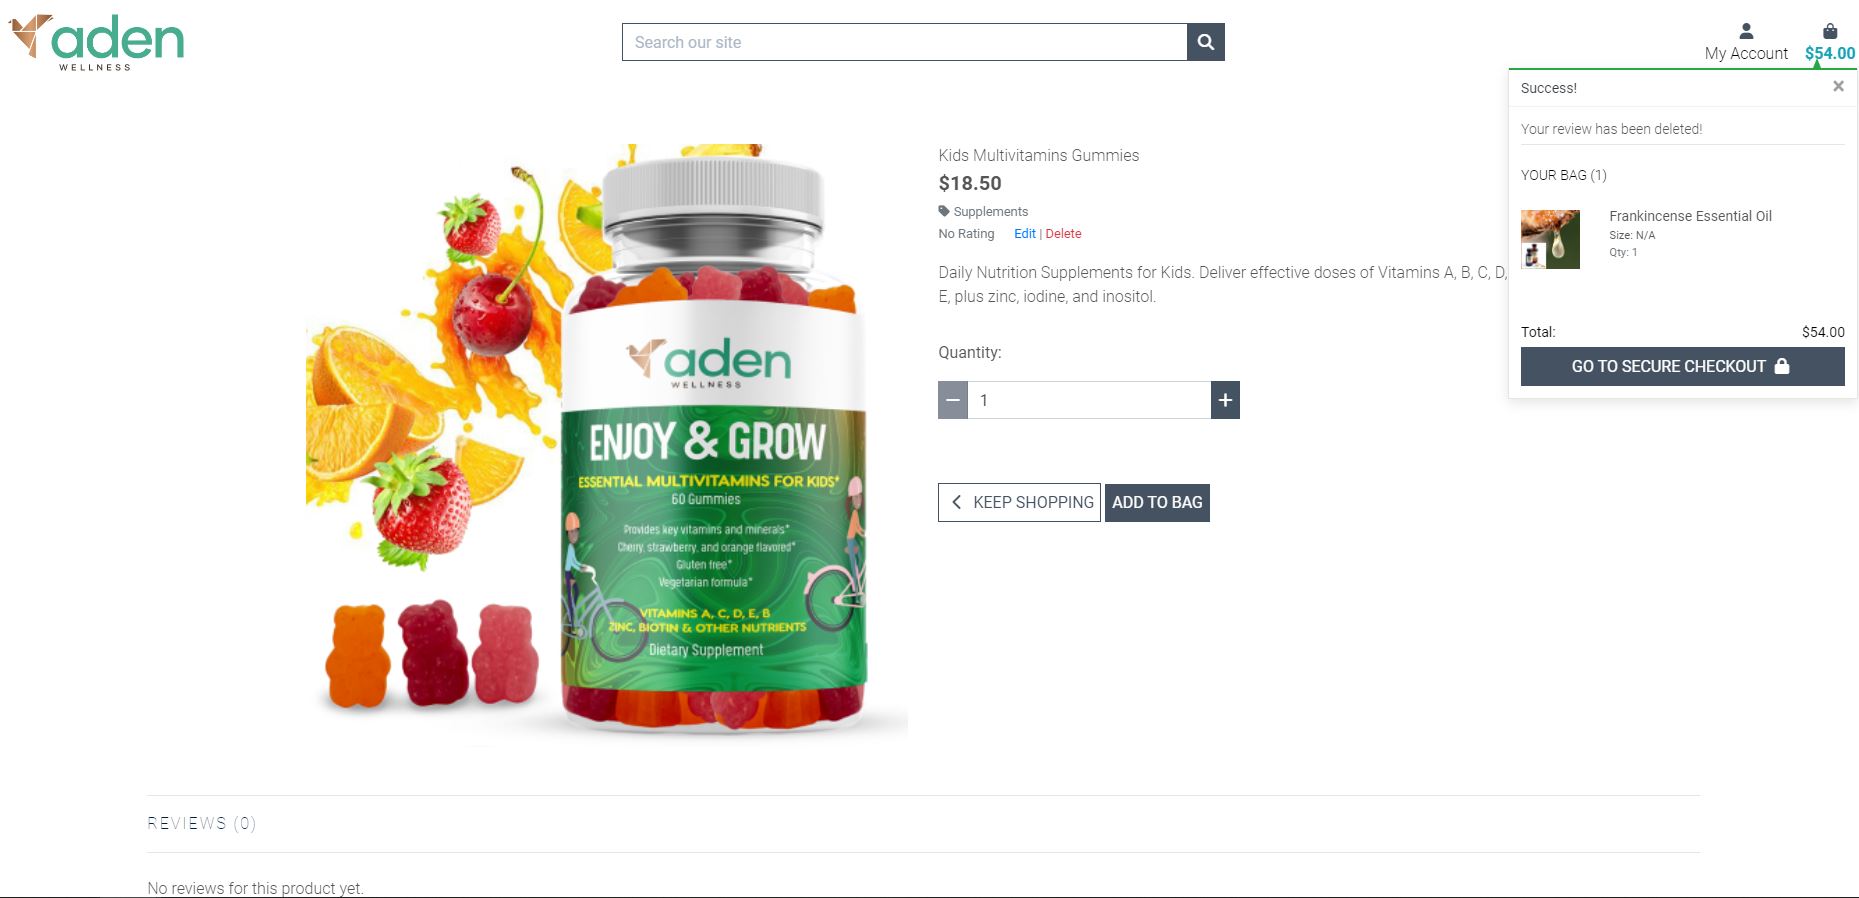 aden
WELLNESS
Search our site
My Account
$54.00
Success!
×
Your review has been deleted!
YOUR BAG (1)
Frankincense Essential Oil
Size: N/A
Qty: 1
Total: $54.00
GO TO SECURE CHECKOUT
Kids Multivitamins Gummies
$18.50
Supplements
No Rating Edit | Delete
Daily Nutrition Supplements for Kids. Deliver effective doses of Vitamins A, B, C, D,
E, plus zinc, iodine, and inositol.
Quantity:
1
KEEP SHOPPING
ADD TO BAG
aden
WELLNESS
ENJOY & GROW
ESSENTIAL MULTIVITAMINS FOR KIDS*
60 Gummies
Provides key vitamins and minerals*
Cherry, strawberry, and orange flavored*
Gluten free*
Vegetarian formula*
VITAMINS A, C, D, E, B
ZINC, BIOTIN & OTHER NUTRIENTS
Dietary Supplement
REVIEWS (0)
No reviews for this product yet.